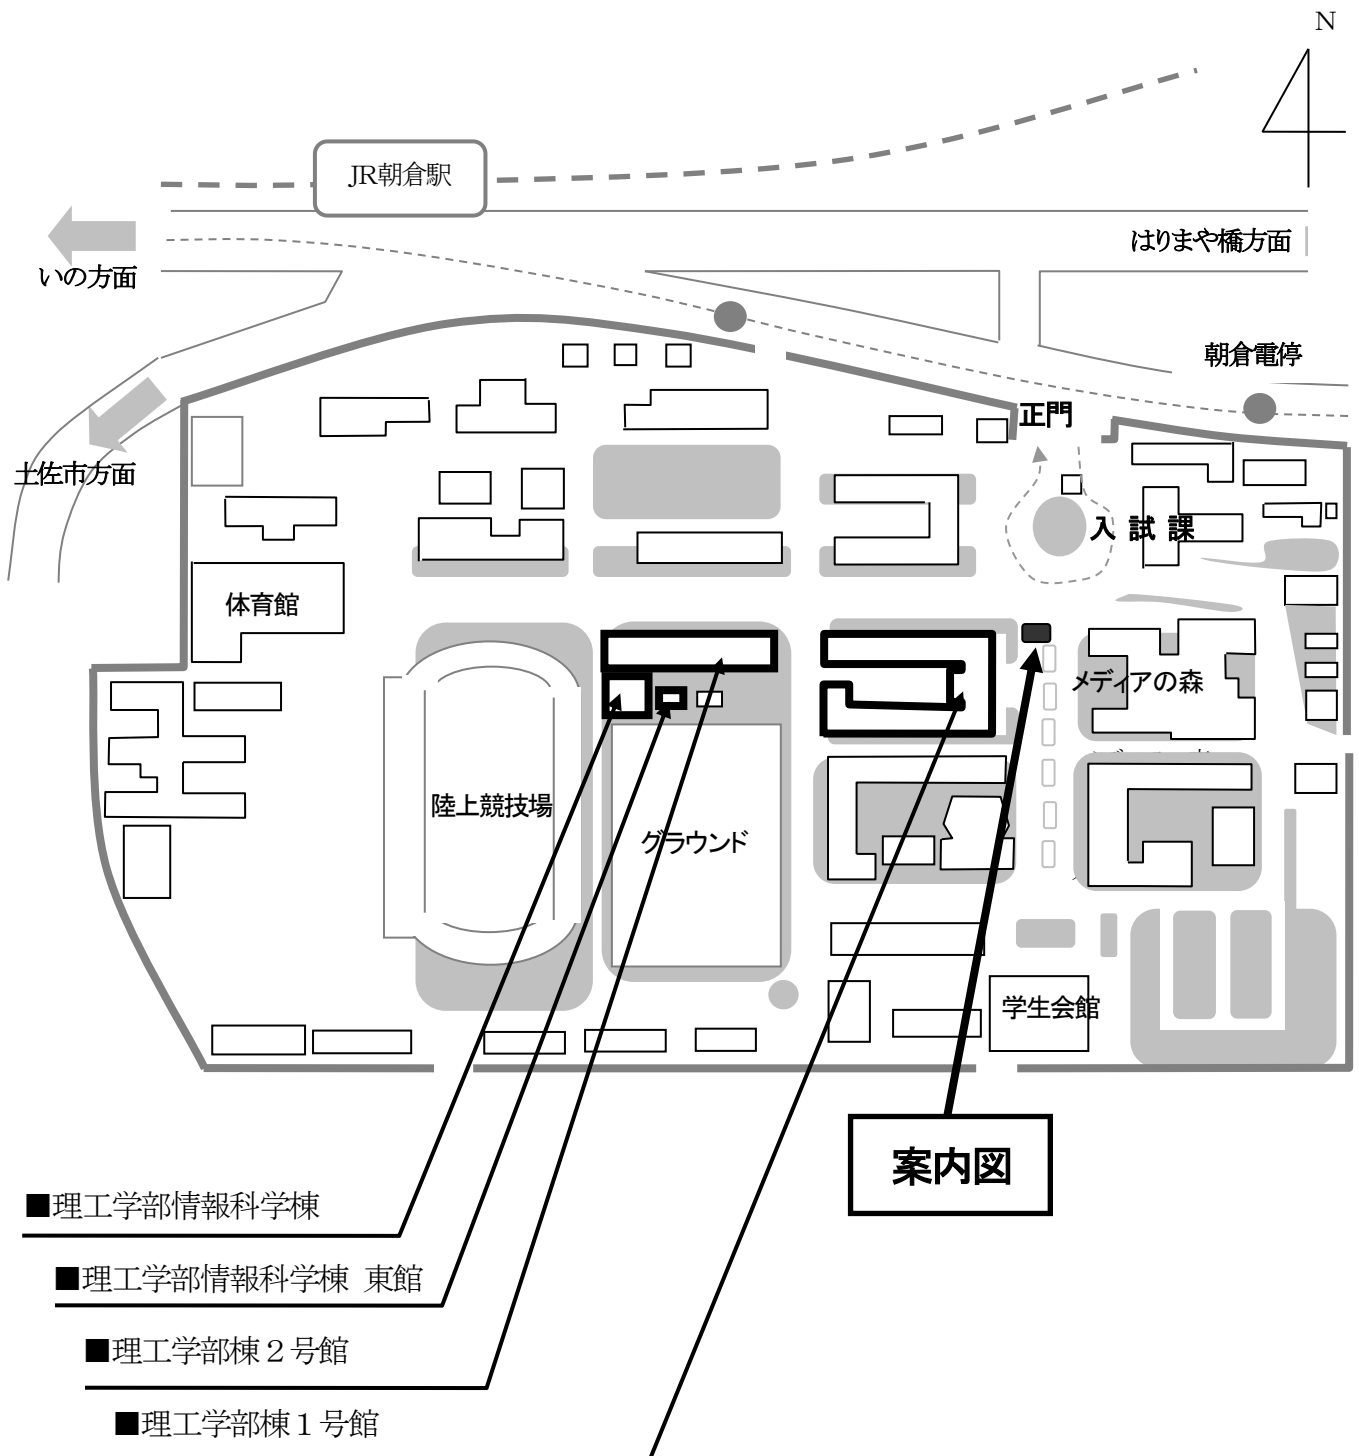 N
JR朝倉駅
はりまや橋方面
いの方面
朝倉電停
正門
土佐市方面
入 試 課
体育館
メディアの森
陸上競技場
グラウンド
学生会館
案内図
■理工学部情報科学棟
■理工学部情報科学棟 東館
■理工学部棟２号館
■理工学部棟１号館